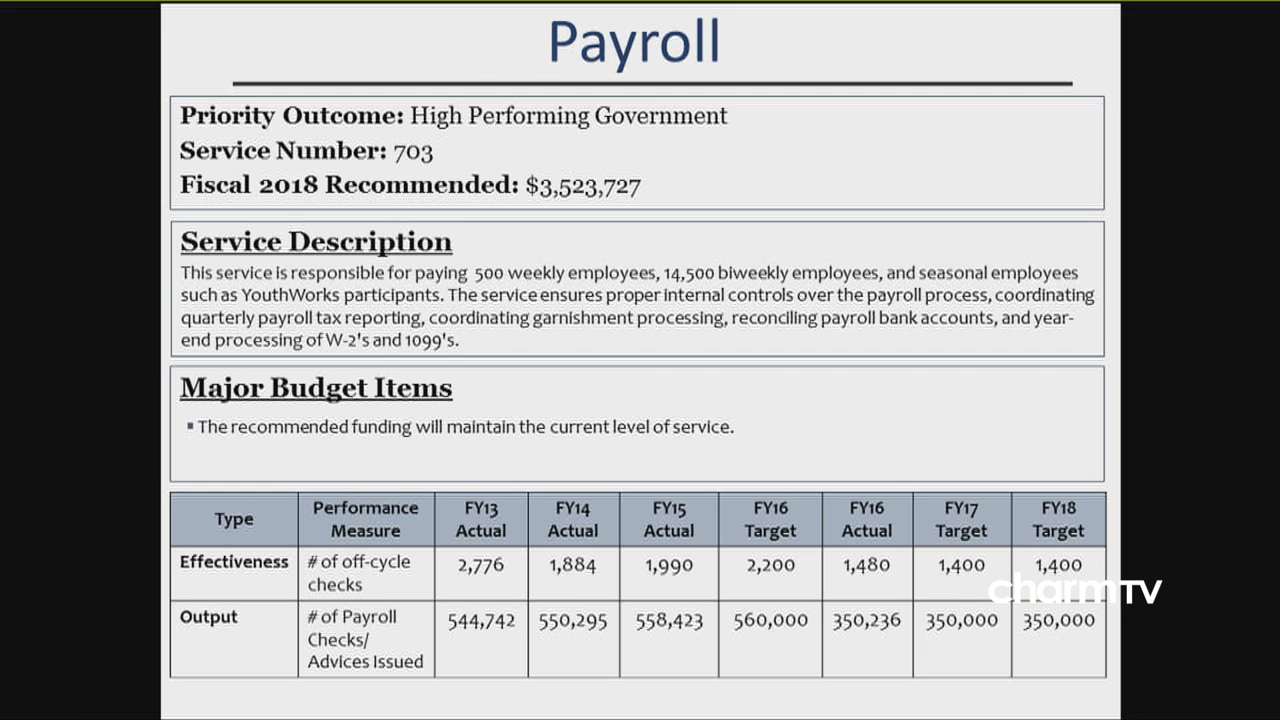 Payroll
Priority Outcome: High Performing Government
Service Number: 703
Fiscal 2018 Recommended: $3,523,727
Service Description
This service is responsible for paying 500 weekly employees, 14,500 biweekly employees, and seasonal employees
such as YouthWorks participants. The service ensures proper internal controls over the payroll process, coordinating
quarterly payroll tax reporting, coordinating garnishment processing, reconciling payroll bank accounts, and year-
end processing of W-2's and 1099's.
Major Budget Items
▪ The recommended funding will maintain the current level of service.
Type Performance Measure FY13 Actual FY14 Actual FY15 Actual FY16 Target FY16 Actual FY17 Target FY18 Target
Effectiveness # of off-cycle checks 2,776 1,884 1,990 2,200 1,480 1,400 1,400
Output # of Payroll Checks/ Advices Issued 544,742 550,295 558,423 560,000 350,236 350,000 350,000
charmTV